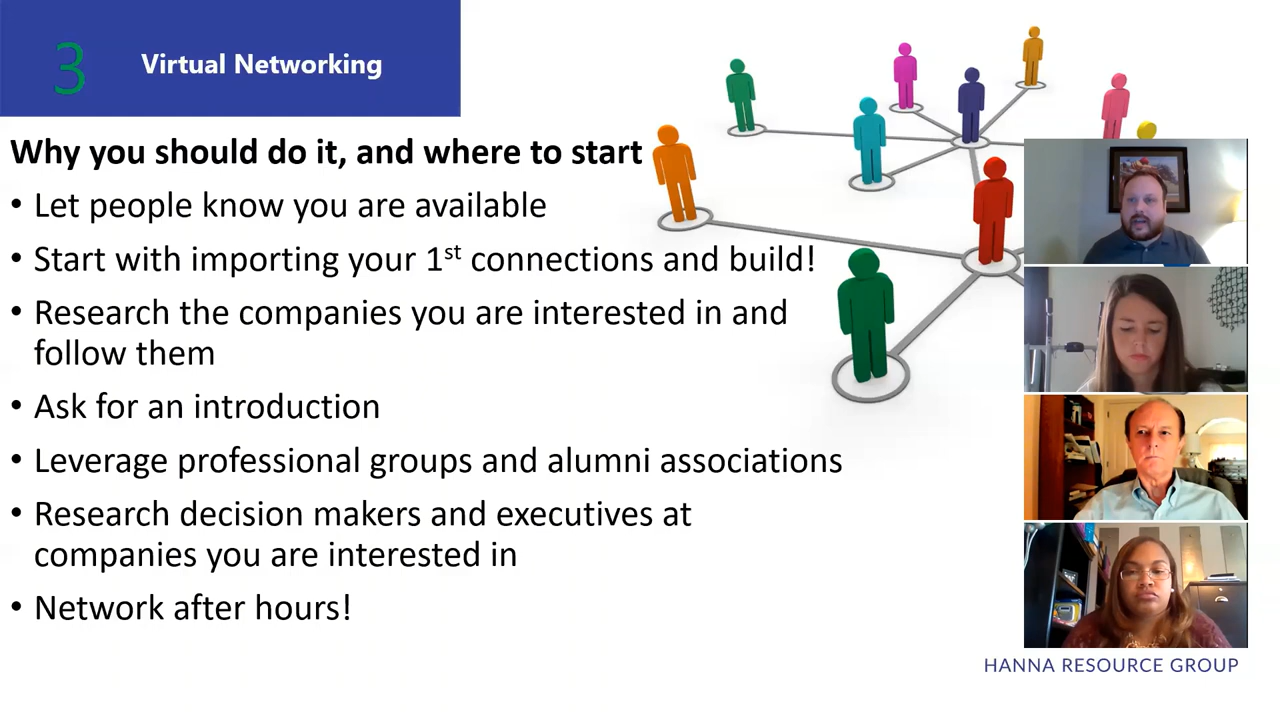 3
Virtual Networking
Why you should do it, and where to start
• Let people know you are available
• Start with importing your 1st connections and build!
• Research the companies you are interested in and
follow them
• Ask for an introduction
• Leverage professional groups and alumni associations
• Research decision makers and executives at
companies you are interested in
• Network after hours!
HANNA RESOURCE GROUP